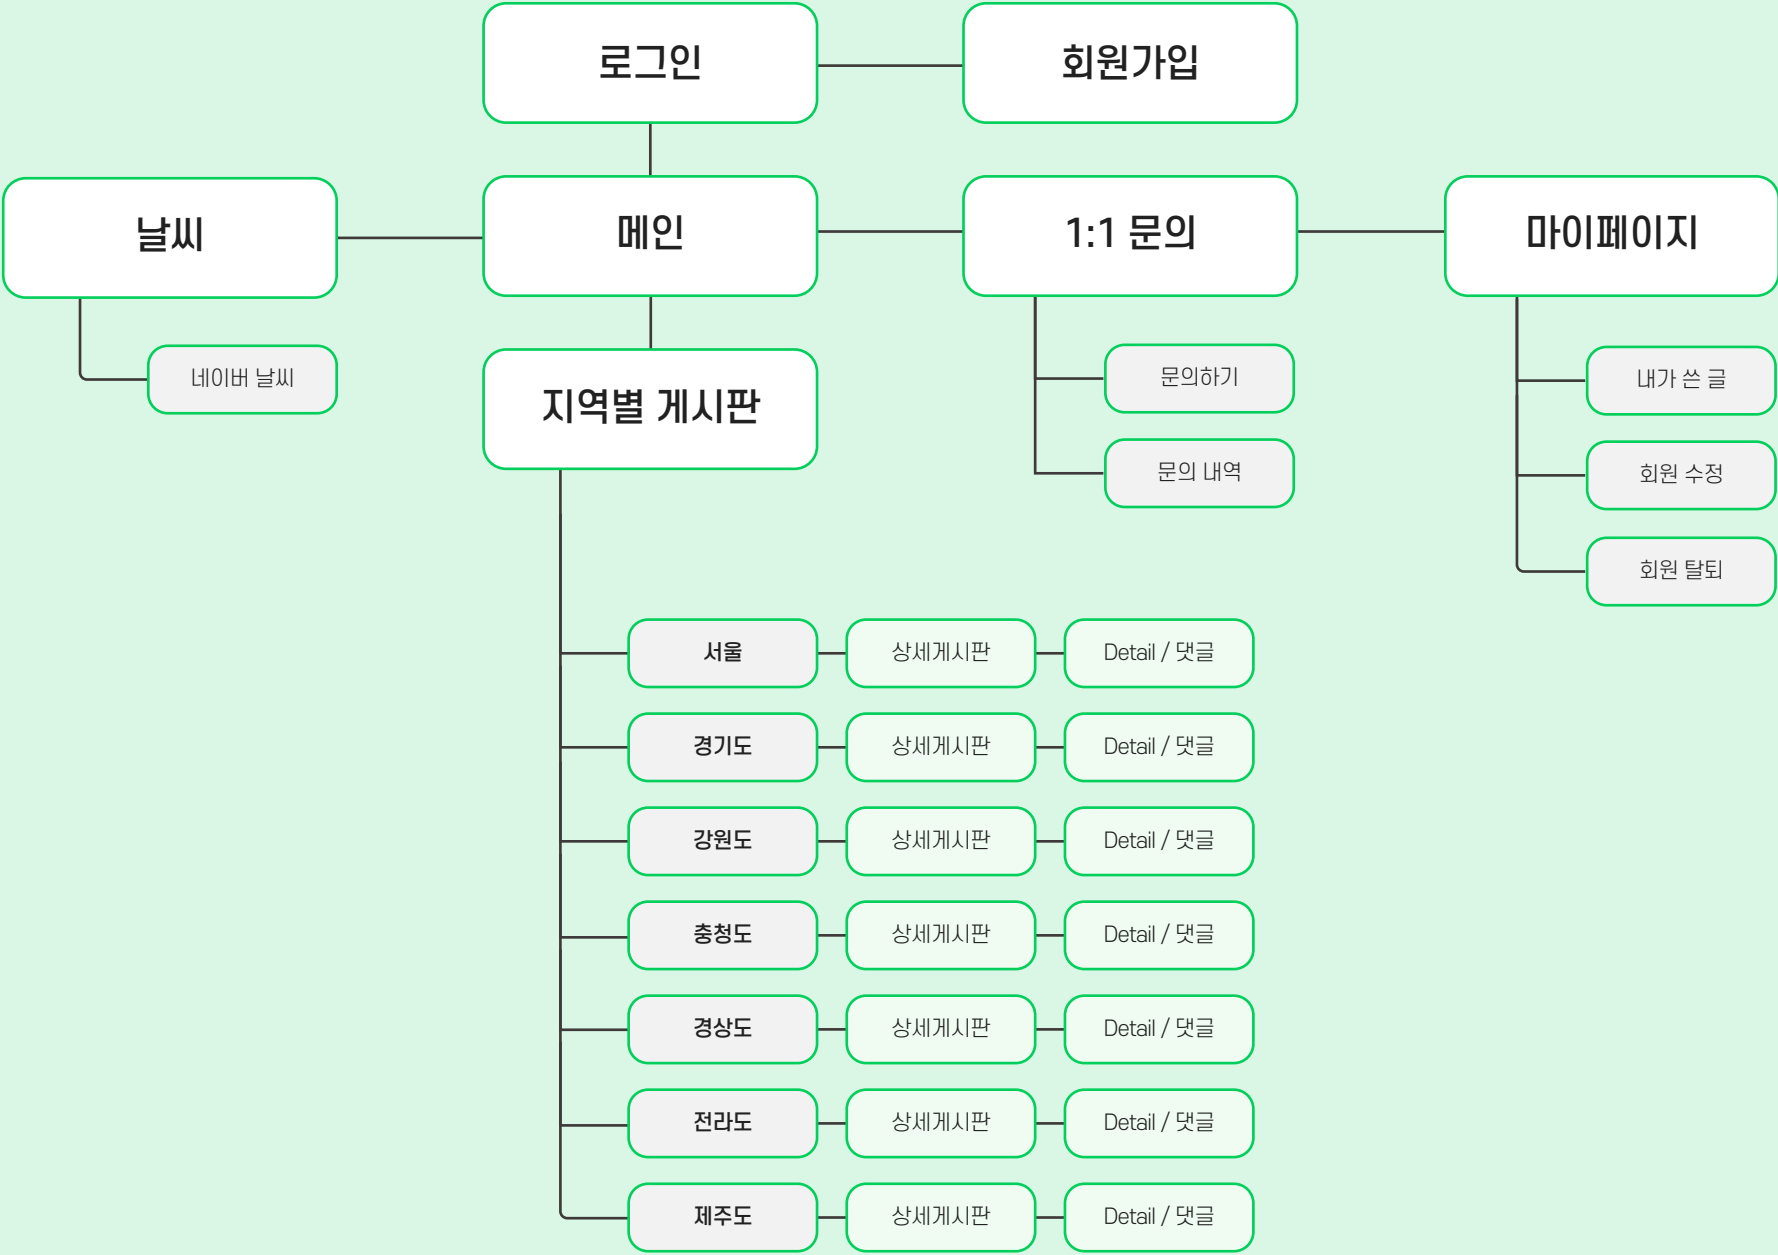 로그인
회원가입
날씨
메인
1:1 문의
마이페이지
네이버 날씨
지역별 게시판
문의하기
문의 내역
내가 쓴 글
회원 수정
회원 탈퇴
서울
상세게시판
Detail / 댓글
경기도
상세게시판
Detail / 댓글
강원도
상세게시판
Detail / 댓글
충청도
상세게시판
Detail / 댓글
경상도
상세게시판
Detail / 댓글
전라도
상세게시판
Detail / 댓글
제주도
상세게시판
Detail / 댓글